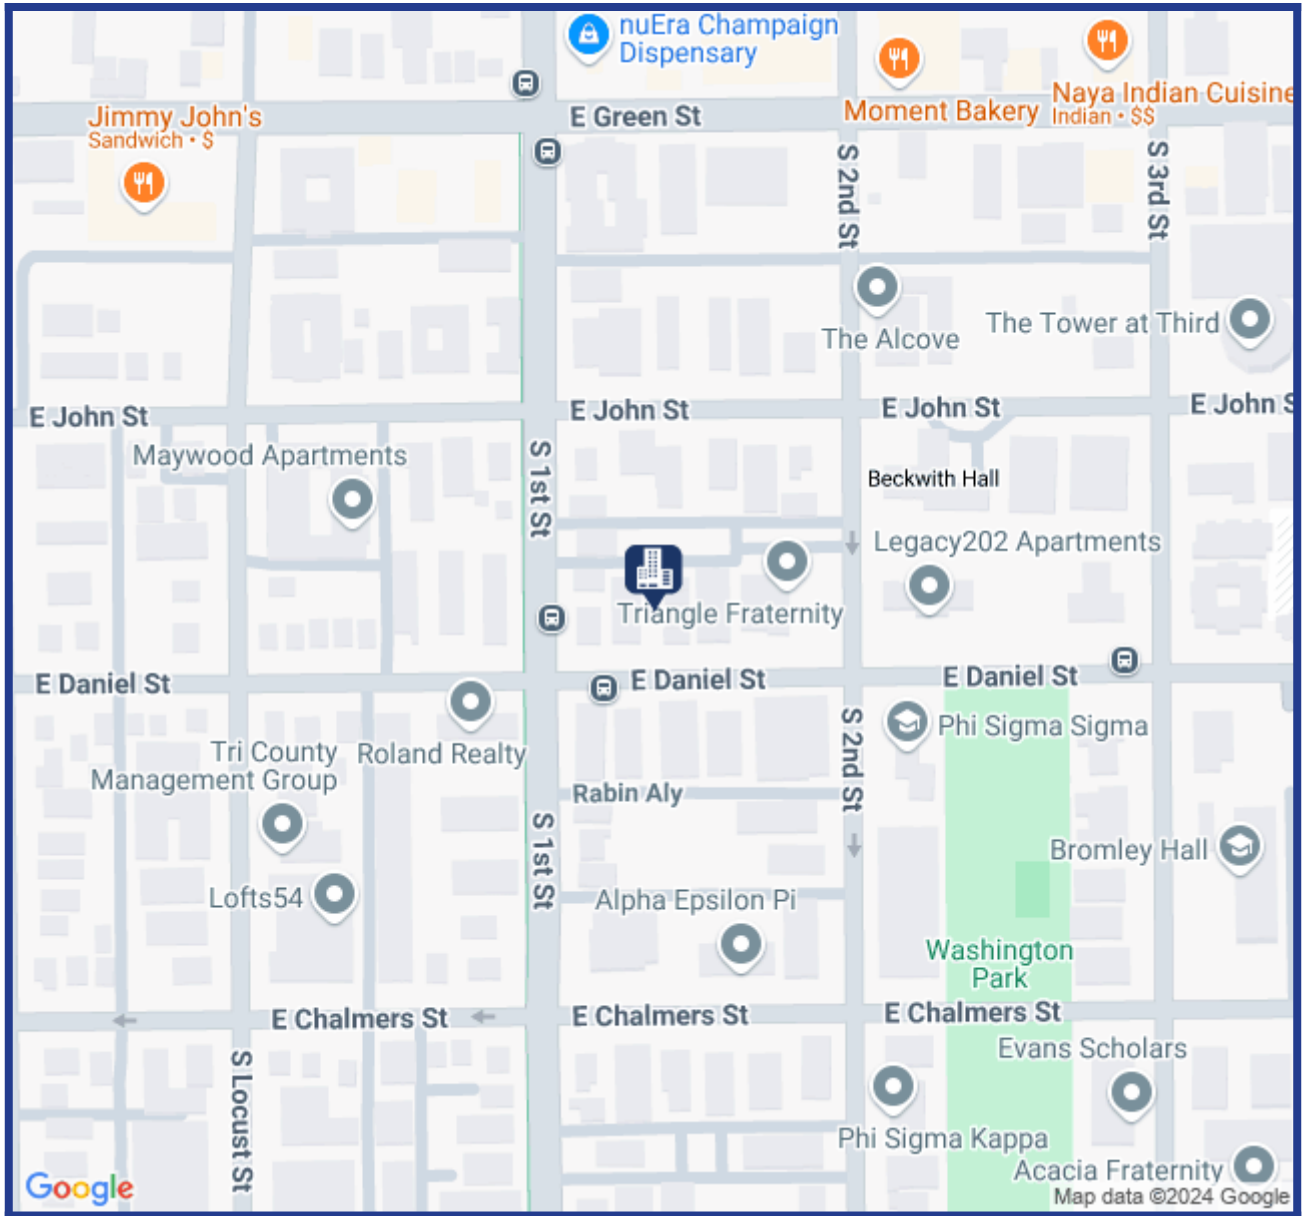 nuEra Champaign
Dispensary
Jimmy John's
Sandwich • $
E Green St
Moment Bakery
Naya Indian Cuisine
Indian • $$
S 2nd St
S 3rd St
The Alcove
The Tower at Third
E John St
E John St
E John St
E John S
Maywood Apartments
S 1st St
Beckwith Hall
Legacy202 Apartments
Triangle Fraternity
E Daniel St
E Daniel St
E Daniel St
S 2nd St
Phi Sigma Sigma
Tri County
Management Group
Roland Realty
Rabin Aly
S 1st St
Bromley Hall
Lofts54
Alpha Epsilon Pi
Washington
Park
E Chalmers St
E Chalmers St
E Chalmers St
Evans Scholars
S Locust St
Phi Sigma Kappa
Acacia Fraternity
Google
Map data ©2024 Google